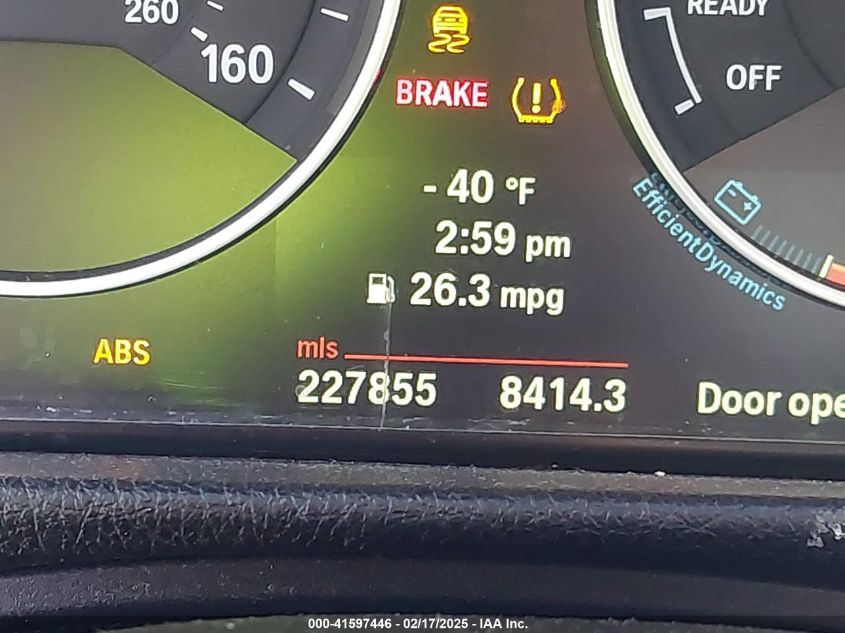 260
160
READY
OFF
BRAKE
- 40 °F
2:59 pm
26.3 mpg
EfficientDynamics
ABS
mls
227855 8414.3 Door ope
000-41597446 - 02/17/2025 - IAA Inc.